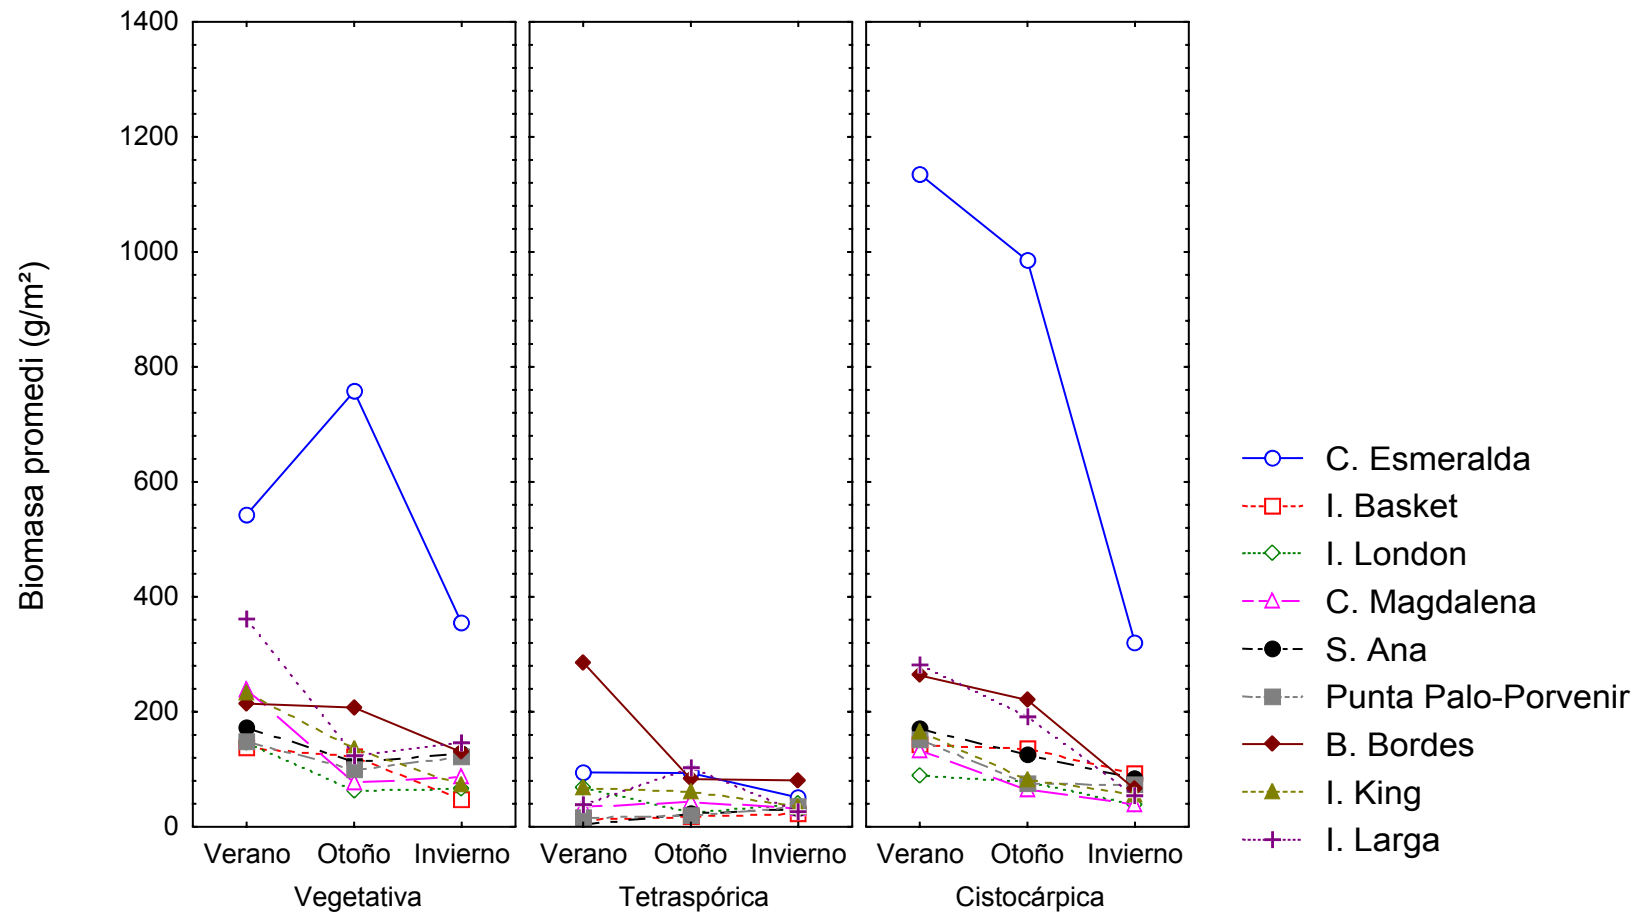 Biomasa promedi (g/m²)
1400
1200
1000
800
600
400
200
0
Verano Otoño Invierno
Vegetativa
Verano Otoño Invierno
Tetraspórica
Verano Otoño Invierno
Cistocárpica
C. Esmeralda
I. Basket
I. London
C. Magdalena
S. Ana
Punta Palo-Porvenir
B. Bordes
I. King
I. Larga